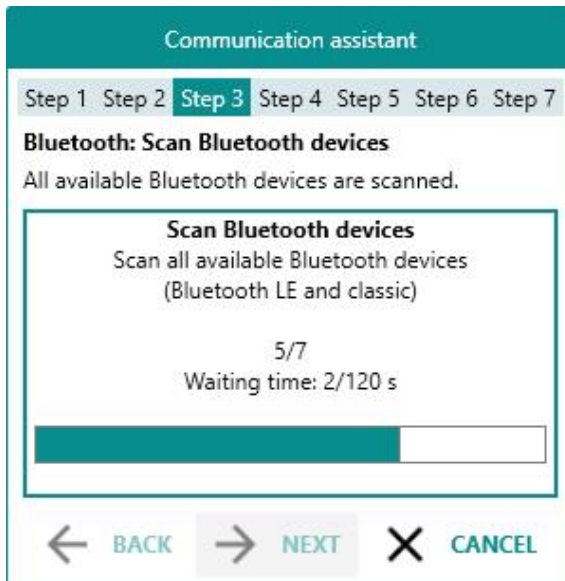 Communication assistant
Step 1 Step 2 Step 3 Step 4 Step 5 Step 6 Step 7
Bluetooth: Scan Bluetooth devices
All available Bluetooth devices are scanned.
Scan Bluetooth devices
Scan all available Bluetooth devices
(Bluetooth LE and classic)
5/7
Waiting time: 2/120 s
BACK NEXT CANCEL